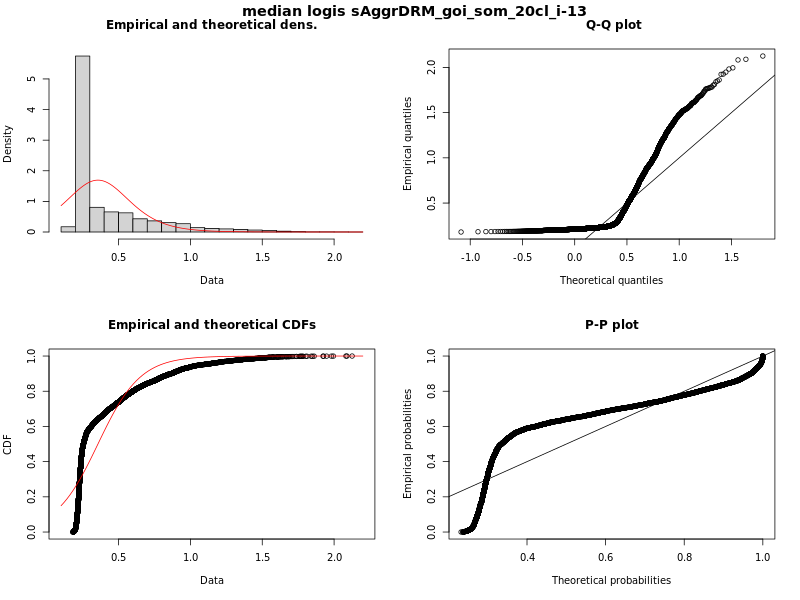 median logis sAggrDRM_goi_som_20cl_i-13
Empirical and theoretical dens.
Density
0 1 2 3 4 5
0.5 1.0 1.5 2.0
Data
Q-Q plot
Empirical quantiles
0.5 1.0 1.5 2.0
-1.0 -0.5 0.0 0.5 1.0 1.5
Theoretical quantiles
Empirical and theoretical CDFs
CDF
0.0 0.2 0.4 0.6 0.8 1.0
0.5 1.0 1.5 2.0
Data
P-P plot
Empirical probabilities
0.0 0.2 0.4 0.6 0.8 1.0
0.4 0.6 0.8 1.0
Theoretical probabilities